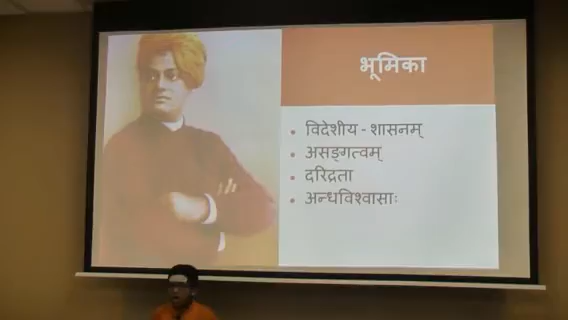 भूमिका
विदेशीय - शासनम्
असङ्गत्वम्
दरिद्रता
अन्धविश्वासाः